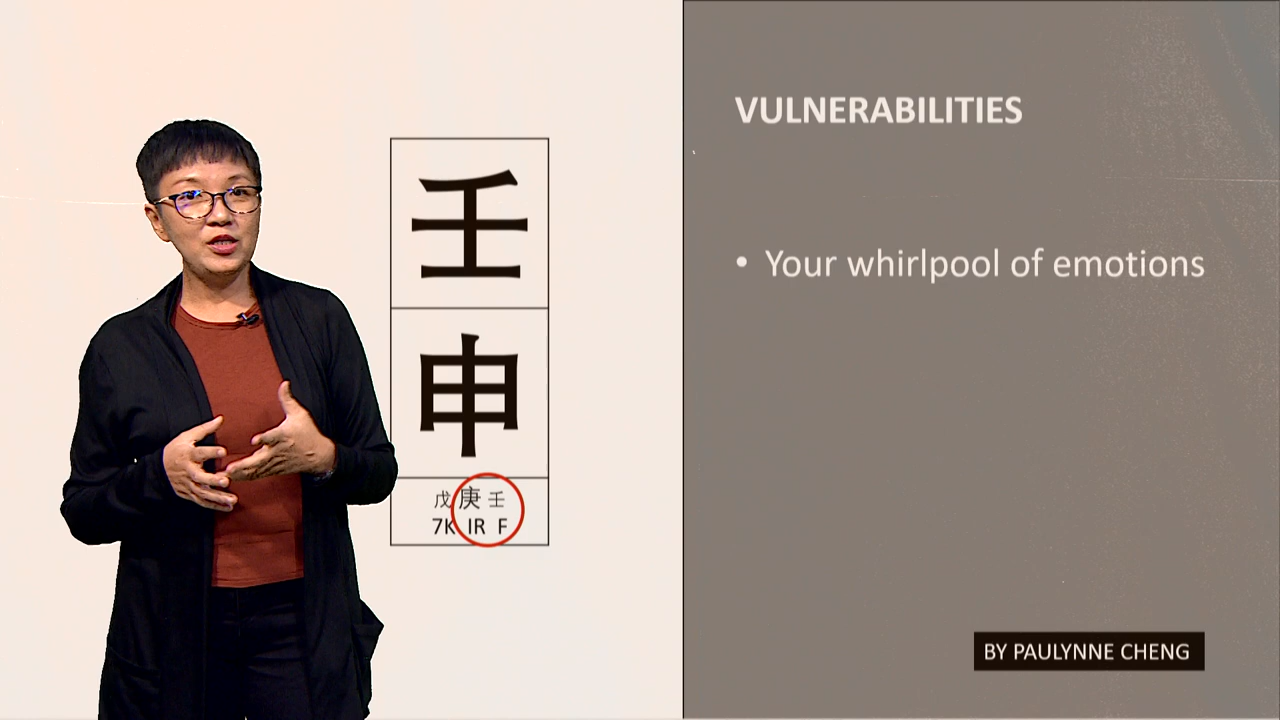 壬
申
戊 庚 壬
7K IR F
VULNERABILITIES
• Your whirlpool of emotions
BY PAULYNNE CHENG